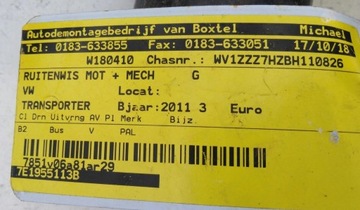 Autodemontagebedrijf van Boxtel Michael
Tel: 0183-633855 Fax: 0183-633051 17/10/18
W180410 Chasnr.: WV1ZZZ7HZBH110826
RUITENWIS MOT + MECH G
VW Locat:
TRANSPORTER Bjaar:2011 3 Euro
Cl Drn Uitvrng AV Pl Merk Bijz.
B2 Bus V PAL
7851v06a81ar29
7E1955113B